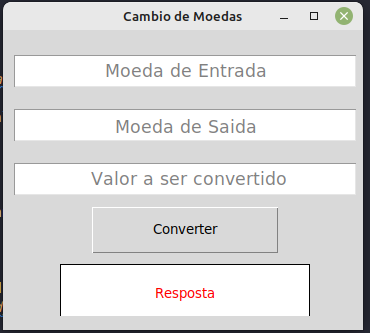 Cambio de Moedas
Moeda de Entrada
Moeda de Saida
Valor a ser convertido
Converter
Resposta